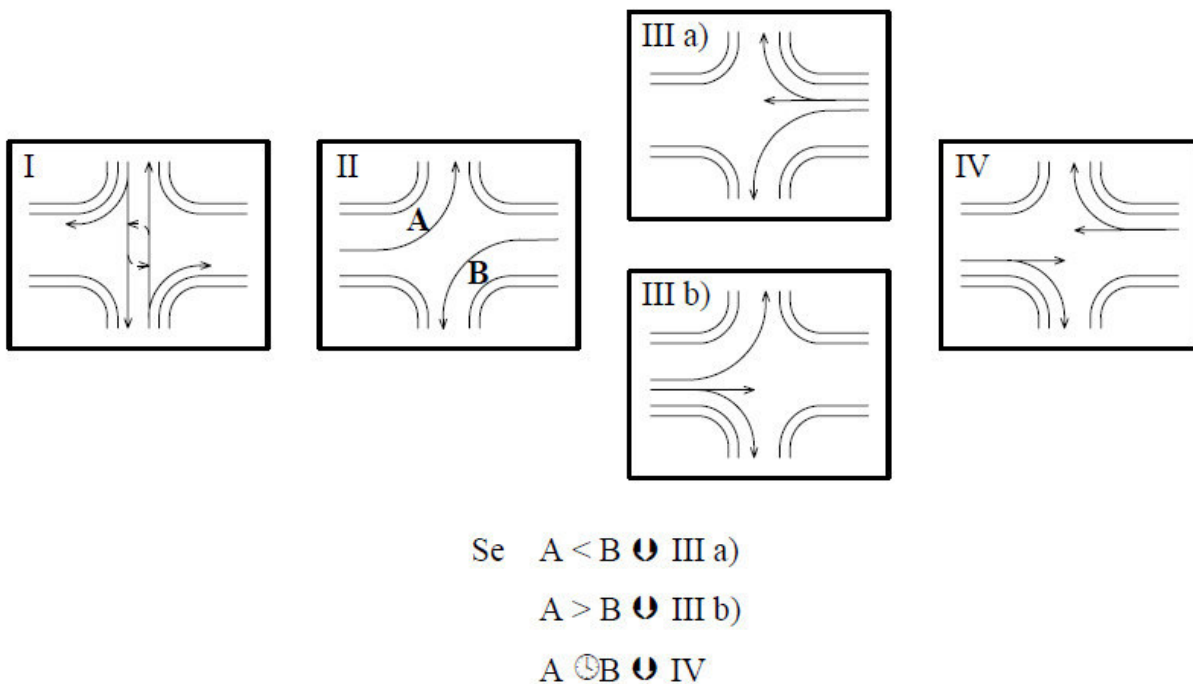 III a)
I
II
A
B
IV
III b)
Se A < B 🡇 III a)
A > B 🡇 III b)
A 🕓B 🡇 IV